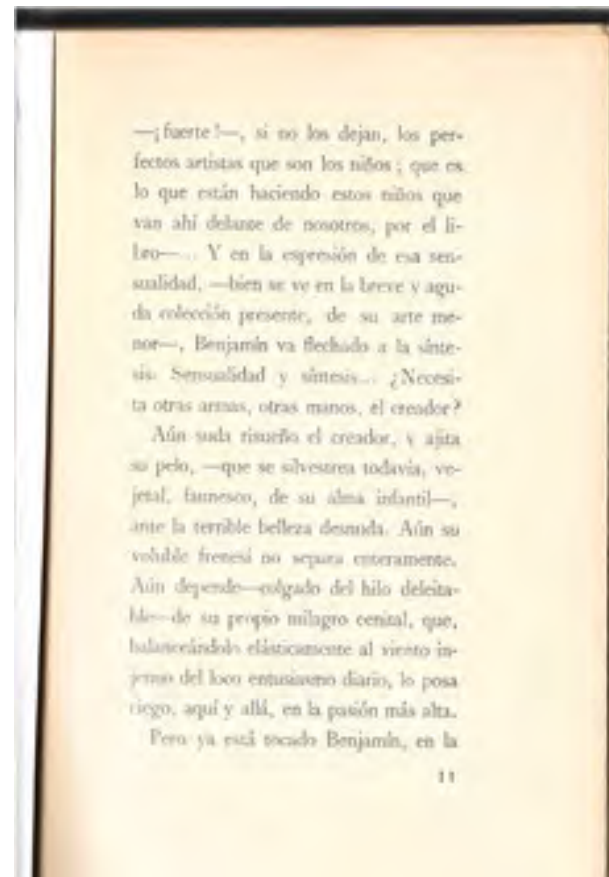 —¡fuerte!—, si no los dejan, los per-
fectos artistas que son los niños; que es
lo que están haciendo estos niños que
van ahí delante de nosotros, por el li-
bro—... Y en la expresión de esa sen-
sualidad, —bien se ve en la breve y agu-
da colección presente, de su arte me-
nor—, Benjamín va flechado a la sínte-
sis. Sensualidad y síntesis... ¿Necesi-
ta otras armas, otras manos, el creador?
Aún suda risueño el creador, y ajita
su pelo, —que se silvestrea todavía, ve-
jetal, faunesco, de su alma infantil—,
ante la terrible belleza desnuda. Aún su
voluble frenesí no separa enteramente.
Aún depende—colgado del hilo deleita-
ble—de su propio milagro cenital, que,
balanceándolo elásticamente al viento in-
jenuo del loco entusiasmo diario, lo posa
ciego, aquí y allá, en la pasión más alta.
Pero ya está tocado Benjamín, en la
11